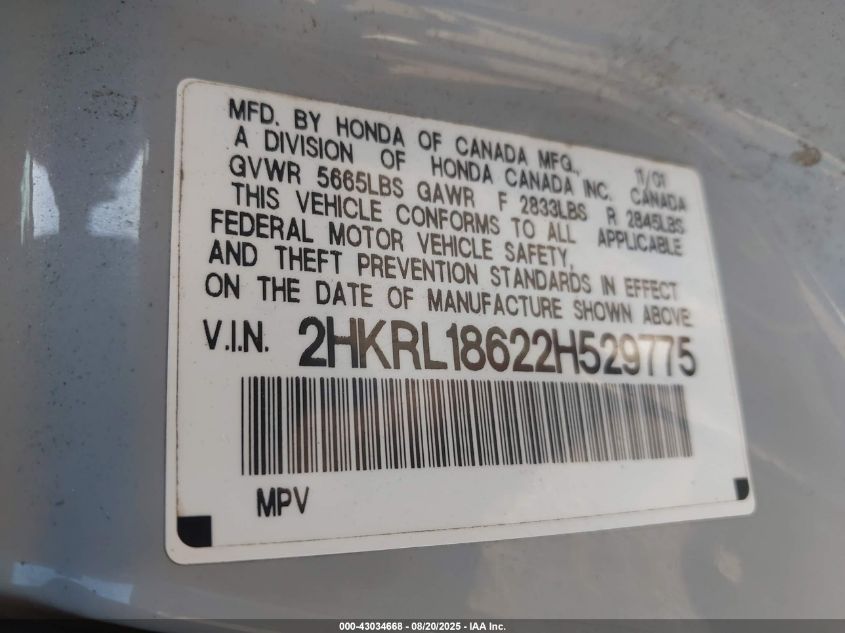 MFD. BY HONDA OF CANADA MFG., 11/01
A DIVISION OF HONDA CANADA INC. CANADA
GVWR 5665LBS GAWR F 2833LBS R 2845LBS
THIS VEHICLE CONFORMS TO ALL APPLICABLE
FEDERAL MOTOR VEHICLE SAFETY,
AND THEFT PREVENTION STANDARDS IN EFFECT
ON THE DATE OF MANUFACTURE SHOWN ABOVE
V.I.N. 2HKRL18622H529775
MPV
000-43034668 - 08/20/2025 - IAA Inc.